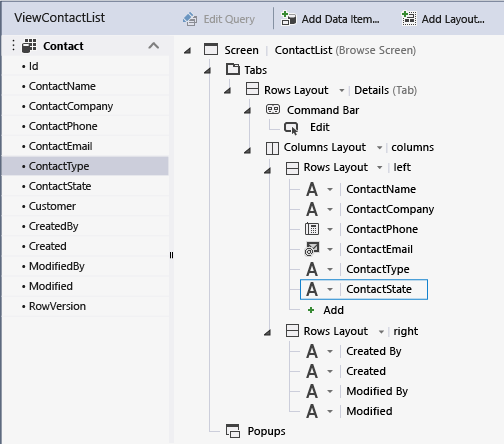 ViewContactList
Edit Query
Add Data Item...
Add Layout...
Contact
• Id
• ContactName
• ContactCompany
• ContactPhone
• ContactEmail
• ContactType
• ContactState
• Customer
• CreatedBy
• Created
• ModifiedBy
• Modified
• RowVersion
Screen | ContactList (Browse Screen)
Tabs
Rows Layout | Details (Tab)
Command Bar
Edit
Columns Layout | columns
Rows Layout | left
A | ContactName
A | ContactCompany
| ContactPhone
| ContactEmail
A | ContactType
A | ContactState
+ Add
Rows Layout | right
A | Created By
A | Created
A | Modified By
A | Modified
Popups